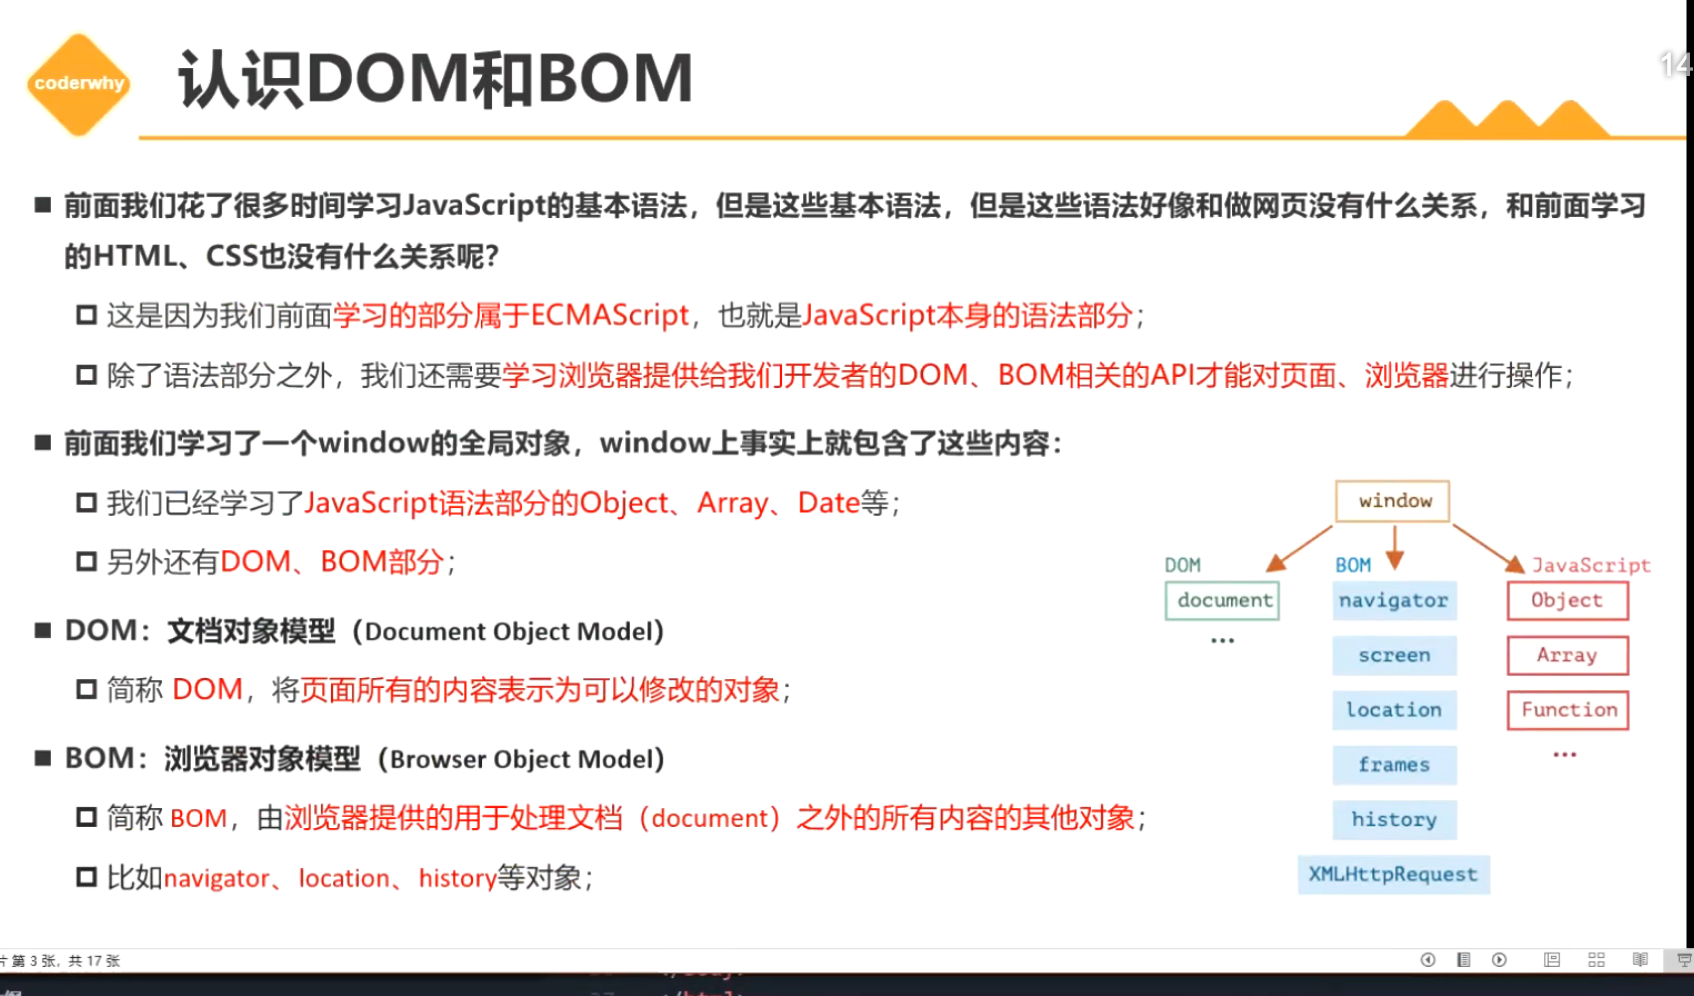 coderwhy
认识DOM和BOM
14
前面我们花了很多时间学习JavaScript的基本语法，但是这些基本语法，但是这些语法好像和做网页没有什么关系，和前面学习
的HTML、CSS也没有什么关系呢？
这是因为我们前面学习的部分属于ECMAScript，也就是JavaScript本身的语法部分；
除了语法部分之外，我们还需要学习浏览器提供给我们开发者的DOM、BOM相关的API才能对页面、浏览器进行操作；
前面我们学习了一个window的全局对象，window上事实上就包含了这些内容：
我们已经学习了JavaScript语法部分的Object、Array、Date等；
另外还有DOM、BOM部分；
DOM：文档对象模型（Document Object Model）
简称 DOM，将页面所有的内容表示为可以修改的对象；
BOM：浏览器对象模型（Browser Object Model）
简称 BOM，由浏览器提供的用于处理文档（document）之外的所有内容的其他对象；
比如navigator、location、history等对象；
window
DOM
BOM
JavaScript
document
navigator
Object
...
screen
Array
location
Function
frames
...
history
XMLHttpRequest
第 3 张，共 17 张